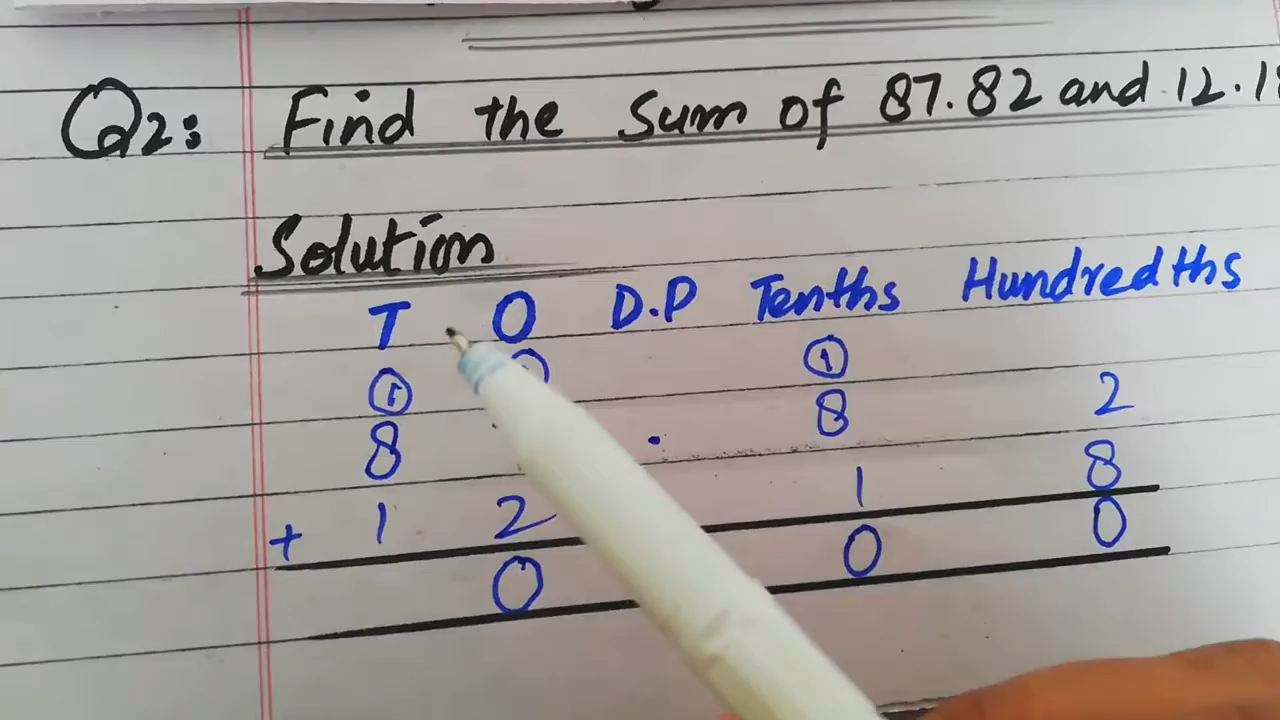 Q2: Find the Sum of 87.82 and 12.1
Solution
T O D.P Tenths Hundredths
1 1
8 . 8 2
+ 1 2 1 8
0 0 0